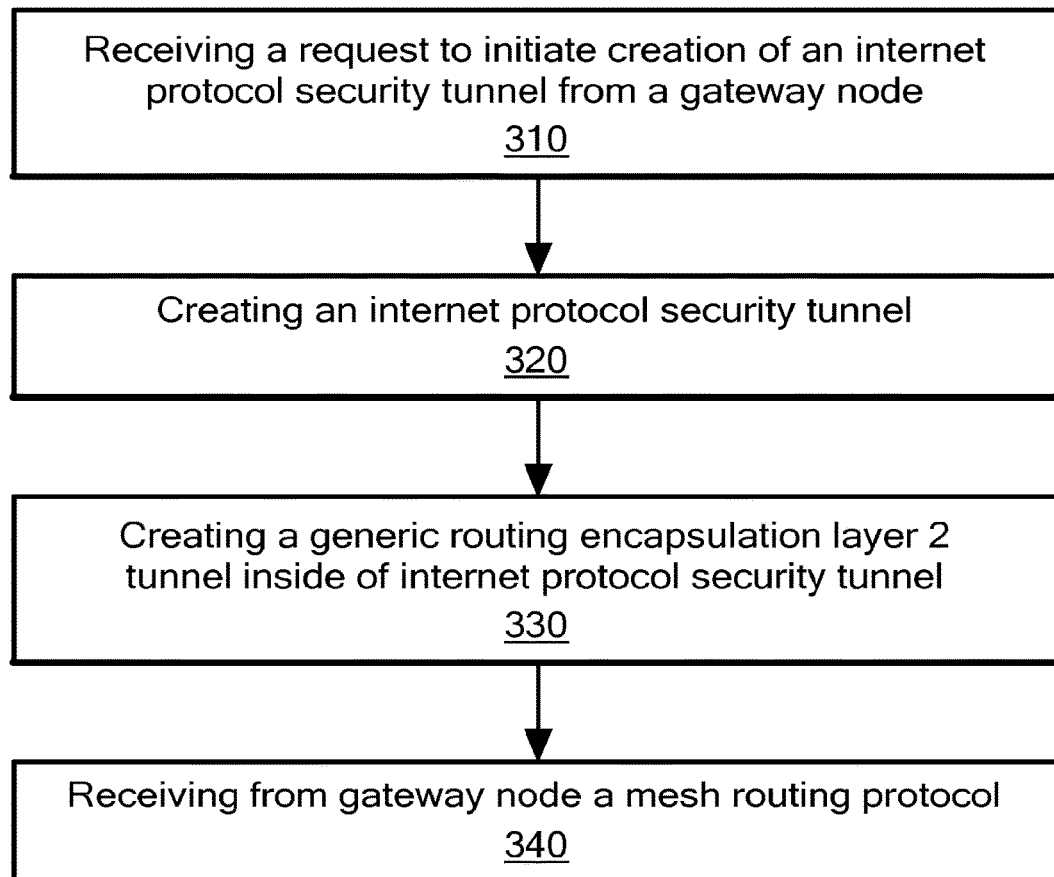 Receiving a request to initiate creation of an internet
protocol security tunnel from a gateway node
310
Creating an internet protocol security tunnel
320
Creating a generic routing encapsulation layer 2
tunnel inside of internet protocol security tunnel
330
Receiving from gateway node a mesh routing protocol
340